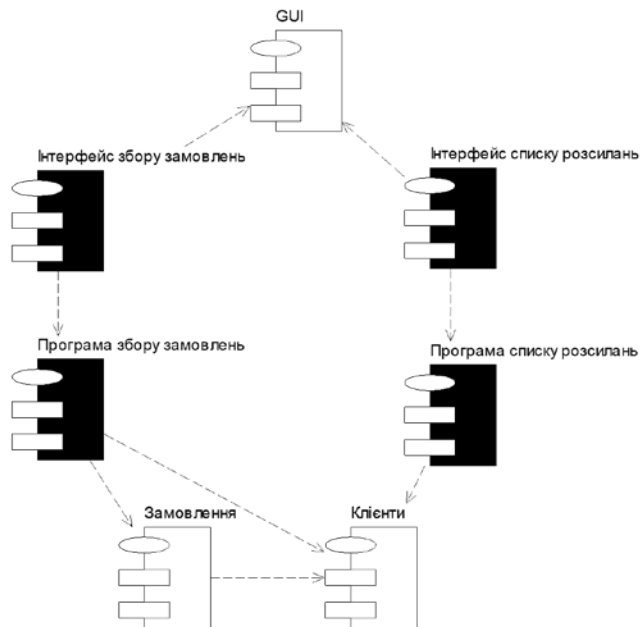 GUI
Інтерфейс збору замовлень
Інтерфейс списку розсилань
Програма збору замовлень
Програма списку розсилань
Замовлення
Клієнти